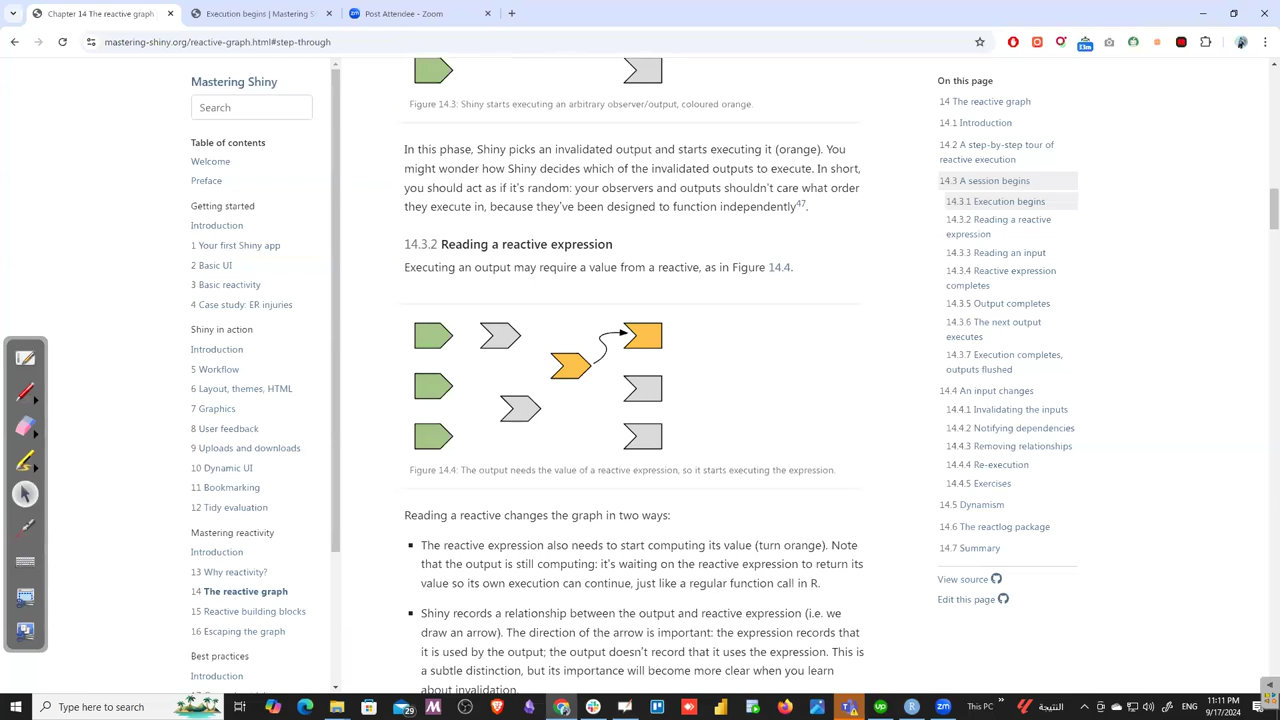 Chapter 14 The reactive graph
Execution begins | Mastering S
Post Attendee - Zoom
mastering-shiny.org/reactive-graph.html#step-through
13m
Mastering Shiny
Search
Table of contents
Welcome
Preface
Getting started
Introduction
1 Your first Shiny app
2 Basic UI
3 Basic reactivity
4 Case study: ER injuries
Shiny in action
Introduction
5 Workflow
6 Layout, themes, HTML
7 Graphics
8 User feedback
9 Uploads and downloads
10 Dynamic UI
11 Bookmarking
12 Tidy evaluation
Mastering reactivity
Introduction
13 Why reactivity?
14 The reactive graph
15 Reactive building blocks
16 Escaping the graph
Best practices
Introduction
Figure 14.3: Shiny starts executing an arbitrary observer/output, coloured orange.
In this phase, Shiny picks an invalidated output and starts executing it (orange). You
might wonder how Shiny decides which of the invalidated outputs to execute. In short,
you should act as if it's random: your observers and outputs shouldn't care what order
they execute in, because they've been designed to function independently47.
14.3.2 Reading a reactive expression
Executing an output may require a value from a reactive, as in Figure 14.4.
Figure 14.4: The output needs the value of a reactive expression, so it starts executing the expression.
Reading a reactive changes the graph in two ways:
▪ The reactive expression also needs to start computing its value (turn orange). Note
that the output is still computing: it's waiting on the reactive expression to return its
value so its own execution can continue, just like a regular function call in R.
▪ Shiny records a relationship between the output and reactive expression (i.e. we
draw an arrow). The direction of the arrow is important: the expression records that
it is used by the output; the output doesn't record that it uses the expression. This is
a subtle distinction, but its importance will become more clear when you learn
about invalidation.
On this page
14 The reactive graph
14.1 Introduction
14.2 A step-by-step tour of
reactive execution
14.3 A session begins
14.3.1 Execution begins
14.3.2 Reading a reactive
expression
14.3.3 Reading an input
14.3.4 Reactive expression
completes
14.3.5 Output completes
14.3.6 The next output
executes
14.3.7 Execution completes,
outputs flushed
14.4 An input changes
14.4.1 Invalidating the inputs
14.4.2 Notifying dependencies
14.4.3 Removing relationships
14.4.4 Re-execution
14.4.5 Exercises
14.5 Dynamism
14.6 The reactlog package
14.7 Summary
View source
Edit this page
Type here to search
29
This PC
النتيجة
ENG
11:11 PM
9/17/2024